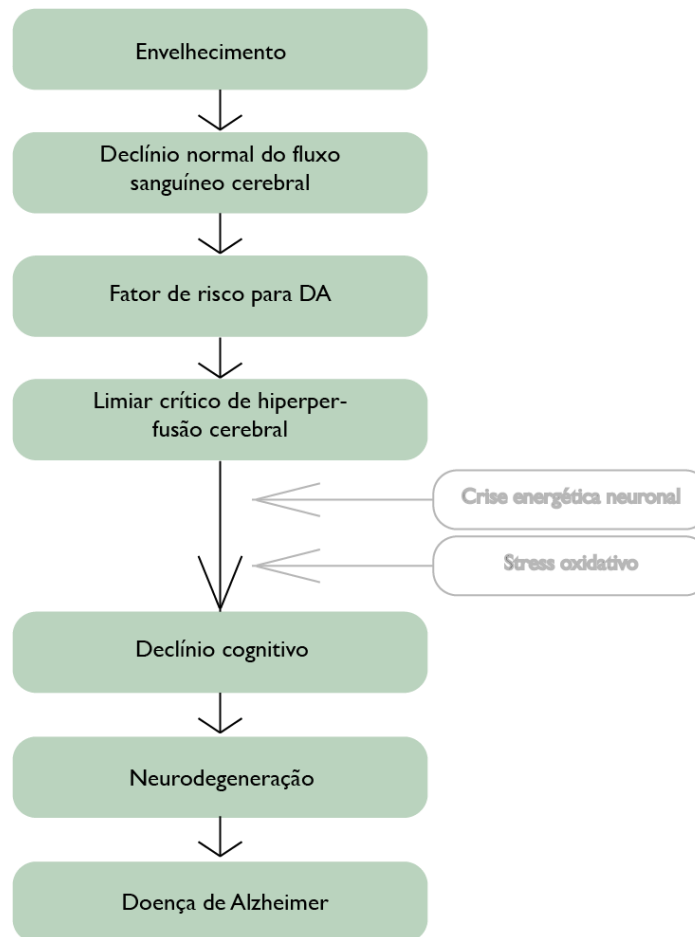 Envelhecimento
Declínio normal do fluxo
sanguíneo cerebral
Fator de risco para DA
Limiar crítico de hiperper-
fusão cerebral
Crise energética neuronal
Stress oxidativo
Declínio cognitivo
Neurodegeneração
Doença de Alzheimer